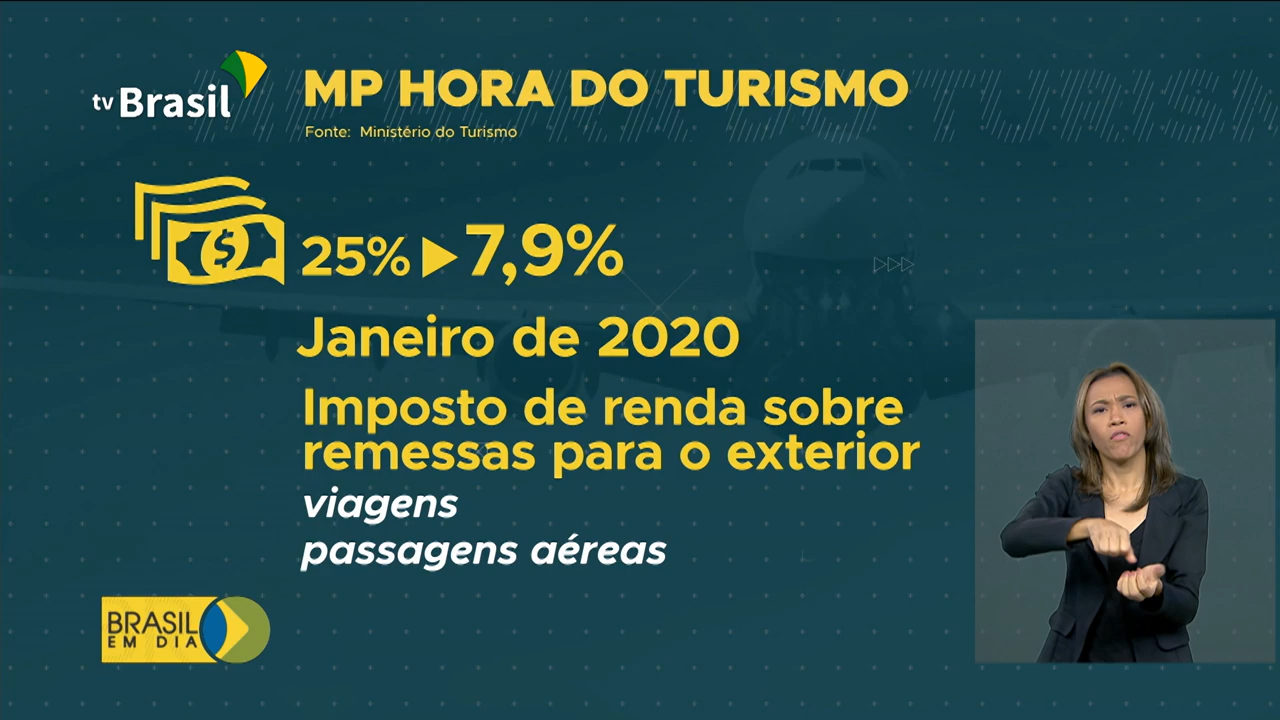 tv Brasil
MP HORA DO TURISMO
Fonte: Ministério do Turismo
25% 7,9%
Janeiro de 2020
Imposto de renda sobre
remessas para o exterior
viagens
passagens aéreas
BRASIL
EM DIA